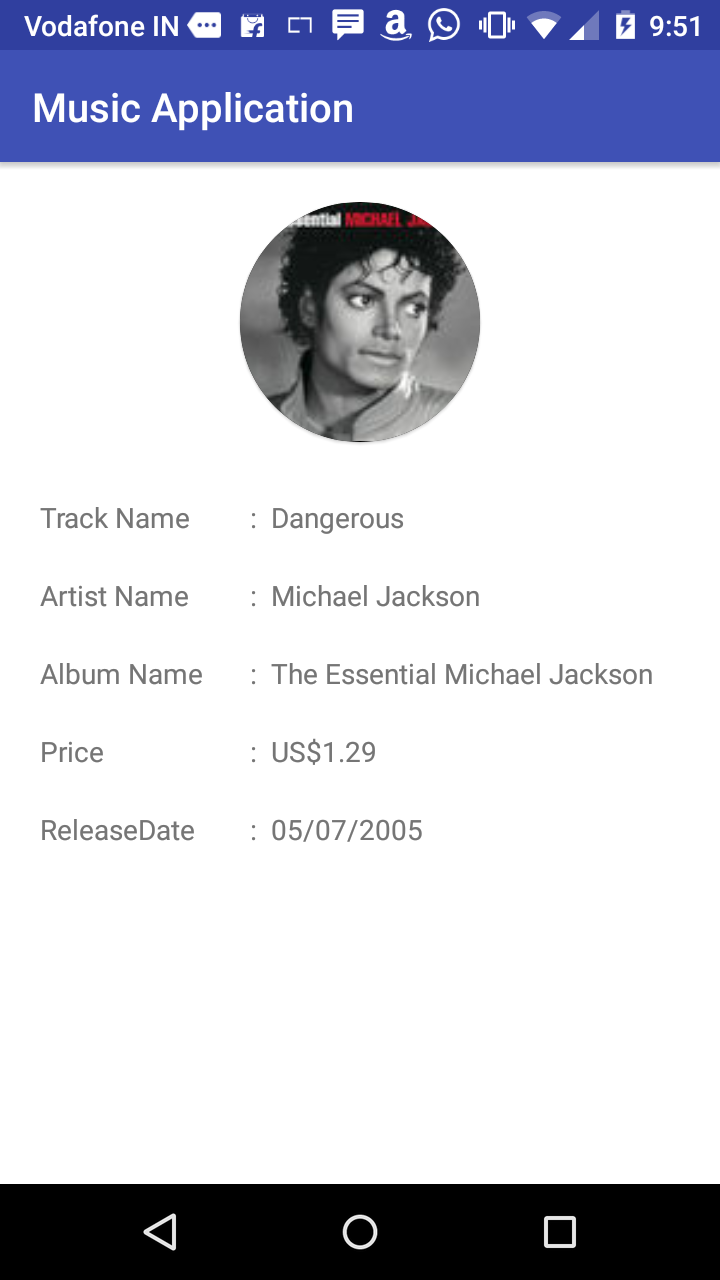 Vodafone IN 9:51
Music Application
ssential MICHAEL JA
Track Name : Dangerous
Artist Name : Michael Jackson
Album Name : The Essential Michael Jackson
Price : US$1.29
ReleaseDate : 05/07/2005